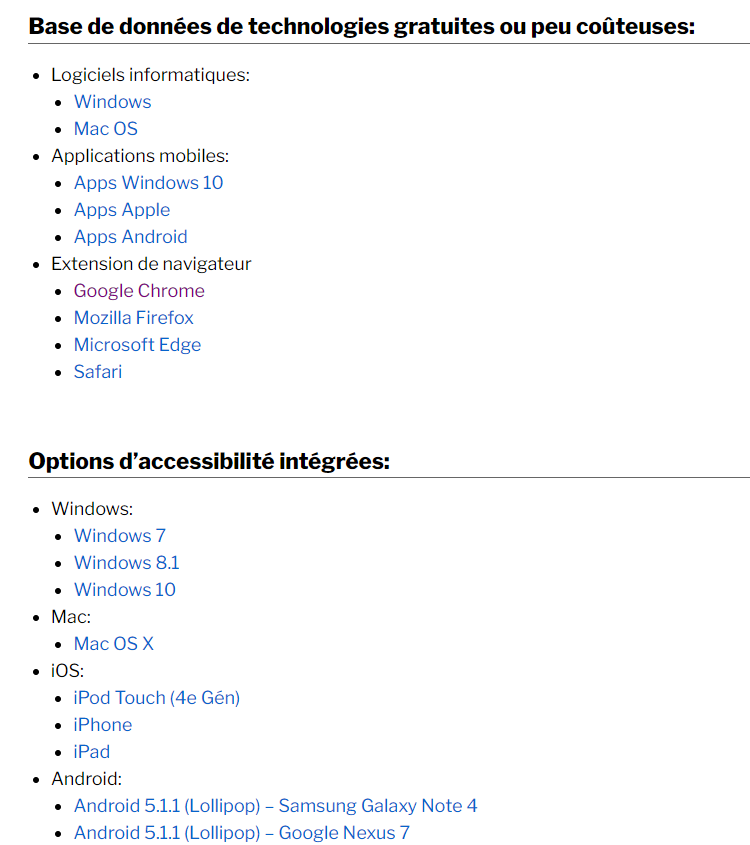 Base de données de technologies gratuites ou peu coûteuses:
Logiciels informatiques:
Windows
Mac OS
Applications mobiles:
Apps Windows 10
Apps Apple
Apps Android
Extension de navigateur
Google Chrome
Mozilla Firefox
Microsoft Edge
Safari
Options d’accessibilité intégrées:
Windows:
Windows 7
Windows 8.1
Windows 10
Mac:
Mac OS X
iOS:
iPod Touch (4e Gén)
iPhone
iPad
Android:
Android 5.1.1 (Lollipop) – Samsung Galaxy Note 4
Android 5.1.1 (Lollipop) – Google Nexus 7